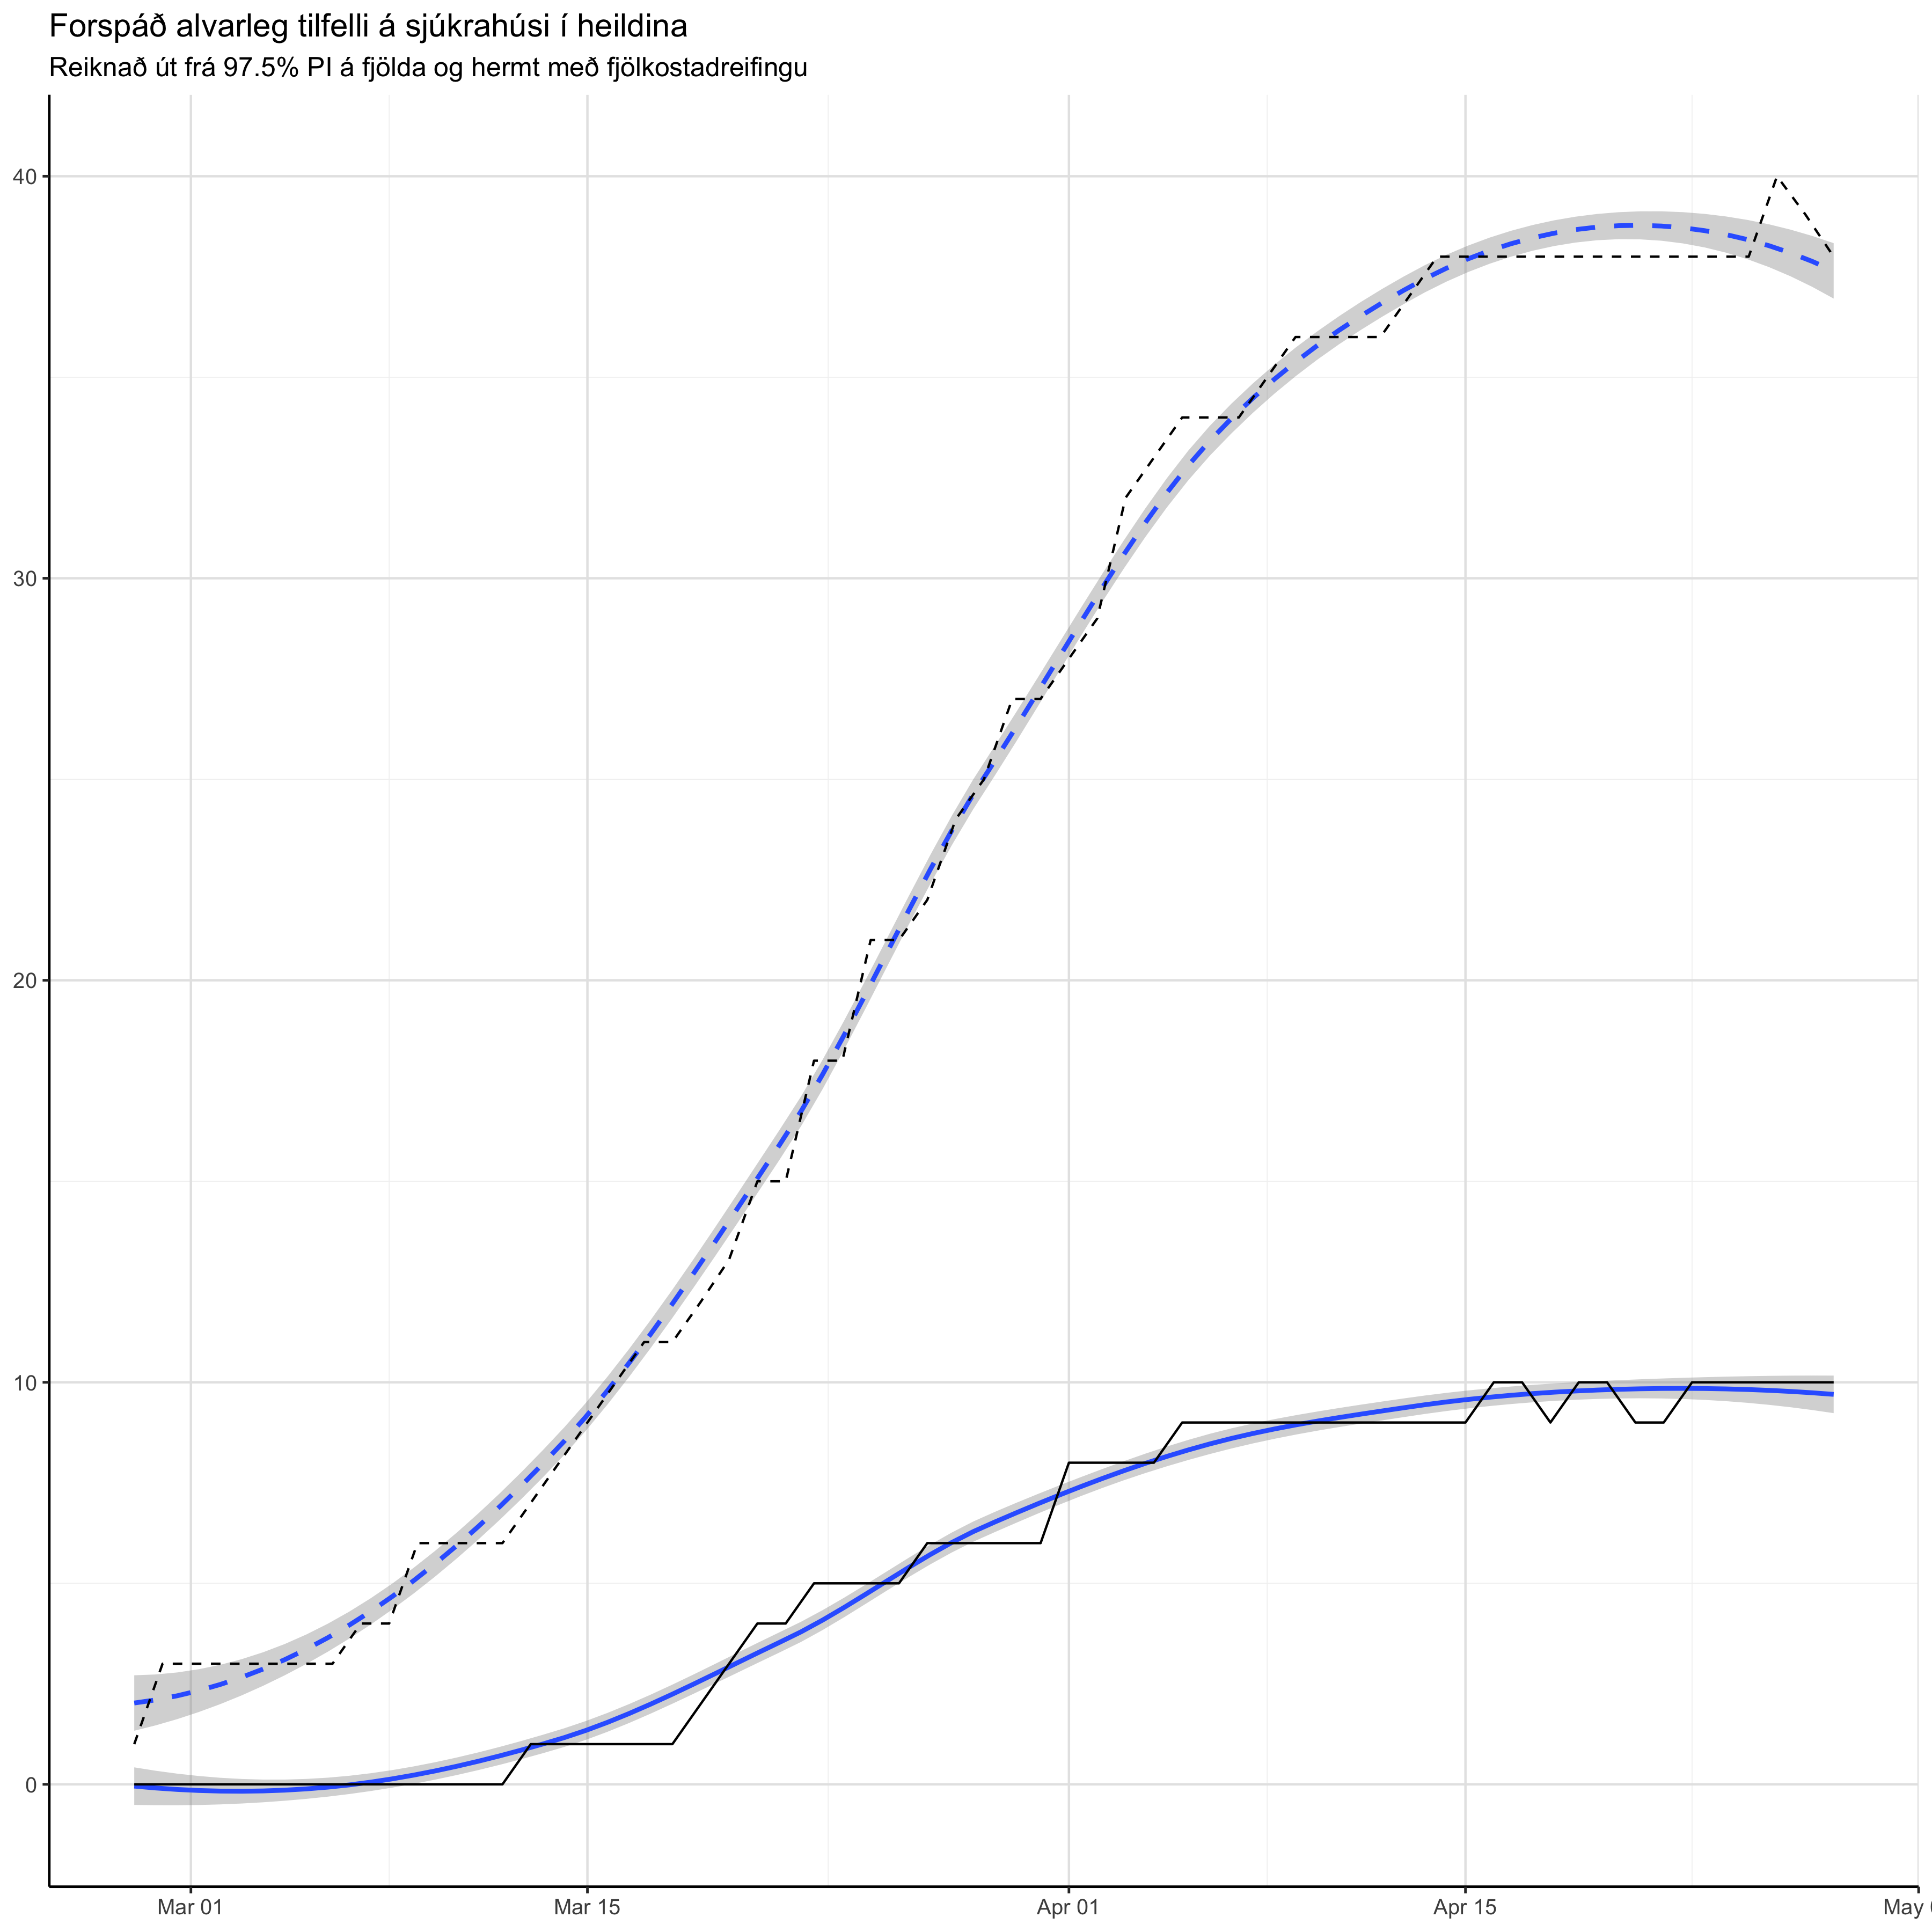 Forspáð alvarleg tilfelli á sjúkrahúsi í heildina
Reiknað út frá 97.5% PI á fjölda og hermt með fjölkostadreifingu
40
30
20
10
0
Mar 01
Mar 15
Apr 01
Apr 15
May